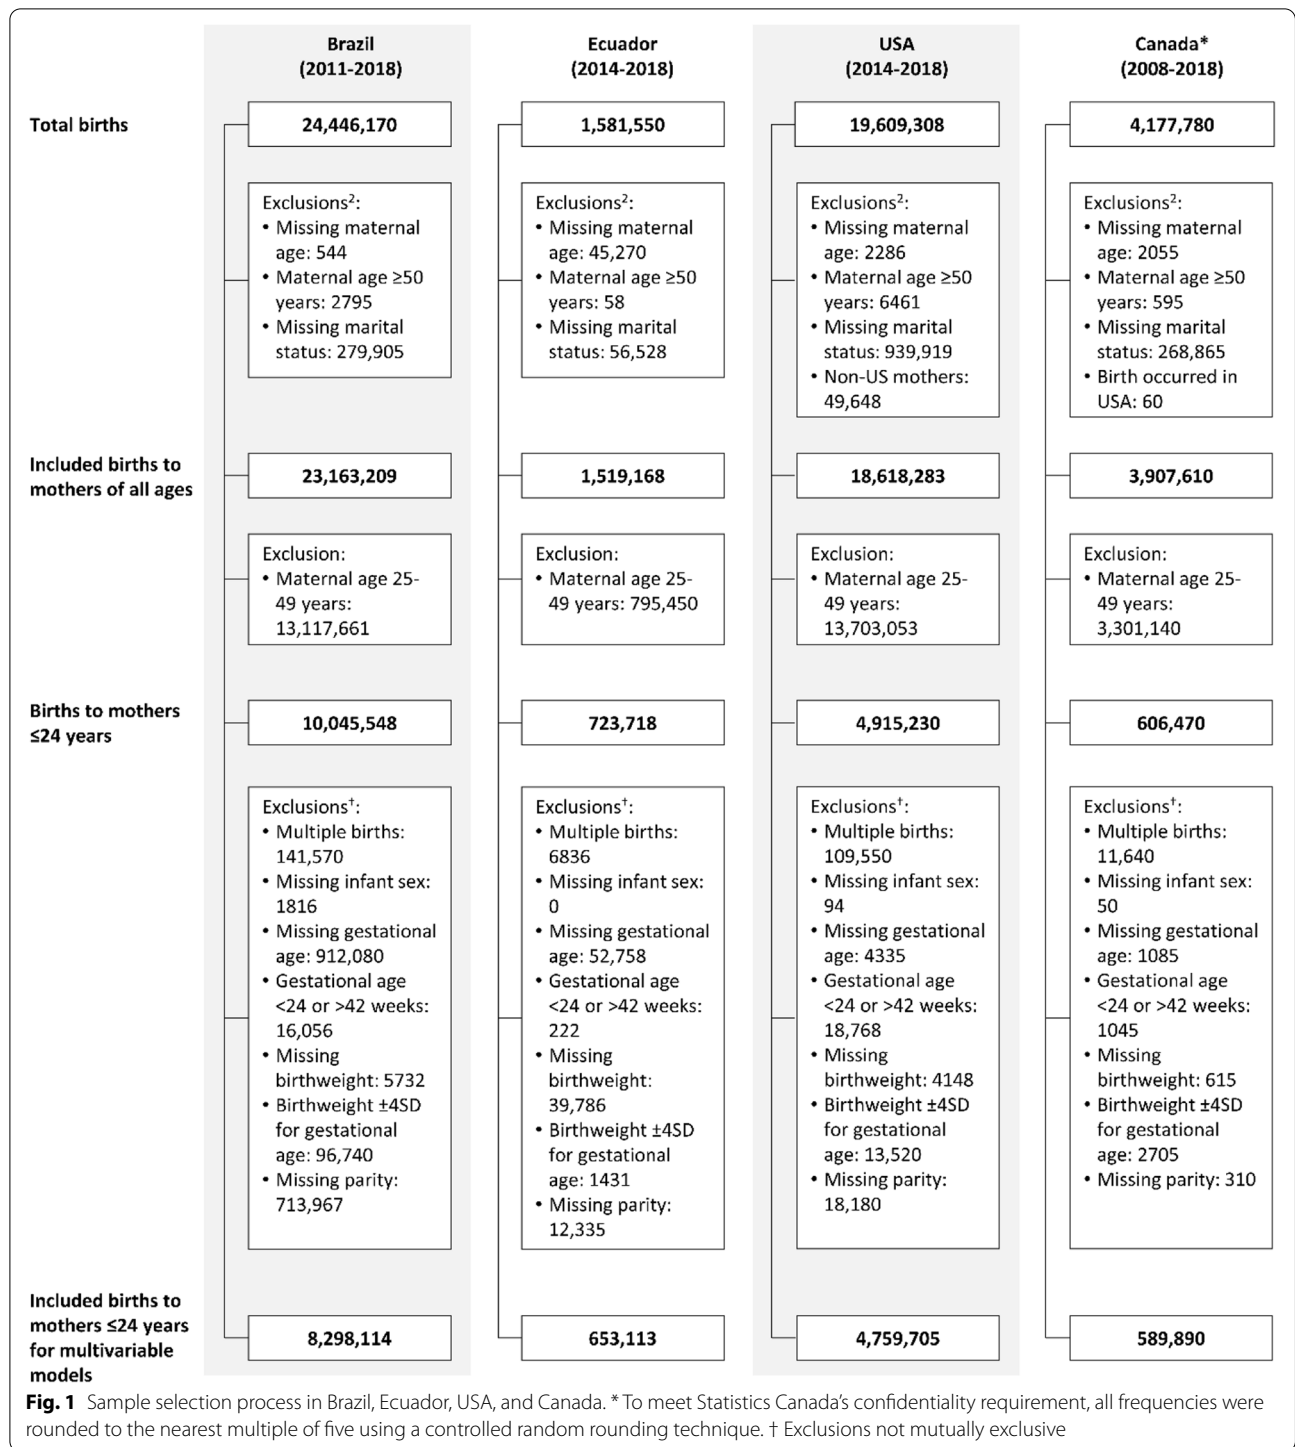 Brazil
(2011-2018)
Ecuador
(2014-2018)
USA
(2014-2018)
Canada*
(2008-2018)
Total births
24,446,170
1,581,550
19,609,308
4,177,780
Exclusions²:
• Missing maternal
age: 544
• Maternal age ≥50
years: 2795
• Missing marital
status: 279,905
Exclusions²:
• Missing maternal
age: 45,270
• Maternal age ≥50
years: 58
• Missing marital
status: 56,528
Exclusions²:
• Missing maternal
age: 2286
• Maternal age ≥50
years: 6461
• Missing marital
status: 939,919
• Non-US mothers:
49,648
Exclusions²:
• Missing maternal
age: 2055
• Maternal age ≥50
years: 595
• Missing marital
status: 268,865
• Birth occurred in
USA: 60
Included births to
mothers of all ages
23,163,209
1,519,168
18,618,283
3,907,610
Exclusion:
• Maternal age 25-
49 years:
13,117,661
Exclusion:
• Maternal age 25-
49 years: 795,450
Exclusion:
• Maternal age 25-
49 years:
13,703,053
Exclusion:
• Maternal age 25-
49 years:
3,301,140
Births to mothers
≤24 years
10,045,548
723,718
4,915,230
606,470
Exclusions†:
• Multiple births:
141,570
• Missing infant sex:
1816
• Missing gestational
age: 912,080
• Gestational age
<24 or >42 weeks:
16,056
• Missing
birthweight: 5732
• Birthweight ±4SD
for gestational
age: 96,740
• Missing parity:
713,967
Exclusions†:
• Multiple births:
6836
• Missing infant sex:
0
• Missing gestational
age: 52,758
• Gestational age
<24 or >42 weeks:
222
• Missing
birthweight:
39,786
• Birthweight ±4SD
for gestational
age: 1431
• Missing parity:
12,335
Exclusions†:
• Multiple births:
109,550
• Missing infant sex:
94
• Missing gestational
age: 4335
• Gestational age
<24 or >42 weeks:
18,768
• Missing
birthweight: 4148
• Birthweight ±4SD
for gestational
age: 13,520
• Missing parity:
18,180
Exclusions†:
• Multiple births:
11,640
• Missing infant sex:
50
• Missing gestational
age: 1085
• Gestational age
<24 or >42 weeks:
1045
• Missing
birthweight: 615
• Birthweight ±4SD
for gestational
age: 2705
• Missing parity: 310
Included births to
mothers ≤24 years
for multivariable
models
8,298,114
653,113
4,759,705
589,890
Fig. 1 Sample selection process in Brazil, Ecuador, USA, and Canada. * To meet Statistics Canada's confidentiality requirement, all frequencies were
rounded to the nearest multiple of five using a controlled random rounding technique. † Exclusions not mutually exclusive